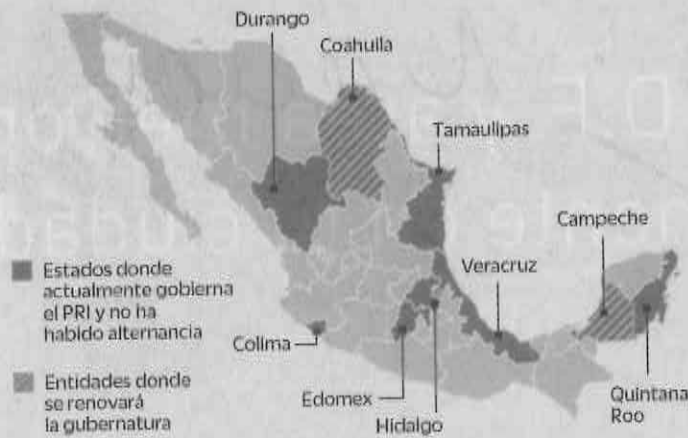 Durango
Coahuila
Tamaulipas
Campeche
Veracruz
Estados donde
actualmente gobierna
el PRI y no ha
habido alternancia
Colima
Entidades donde
se renovará
la gubernatura
Edomex
Hidalgo
Quintana
Roo